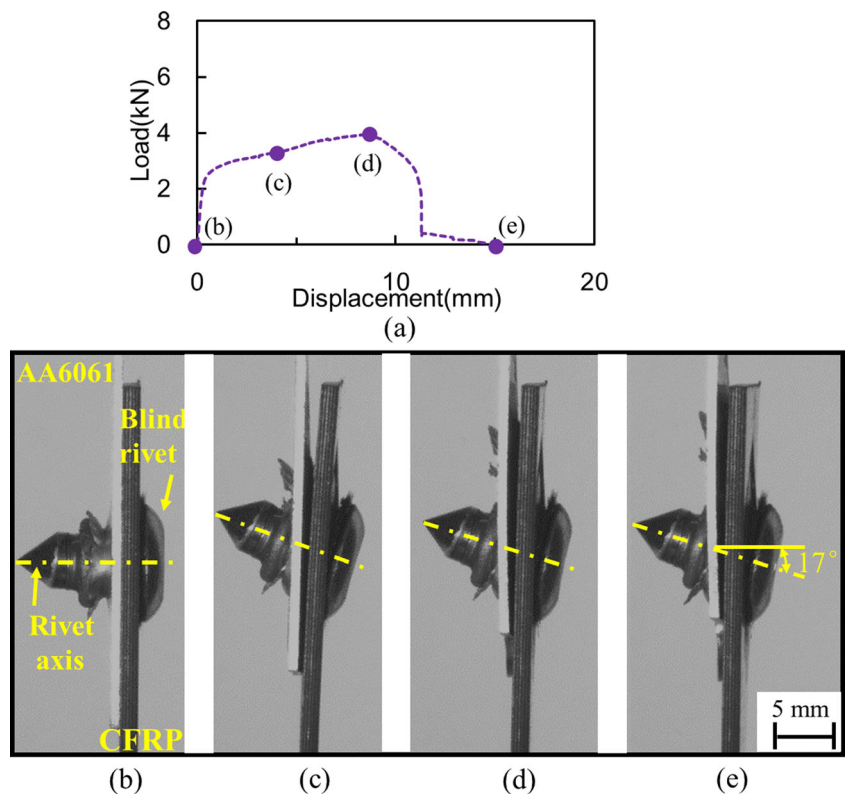 8
6
4
2
0
Load(kN)
(b)
(c)
(d)
(e)
0
10
20
Displacement(mm)
(a)
AA6061
Blind
rivet
Rivet
axis
CFRP
17°
5 mm
(b)
(c)
(d)
(e)